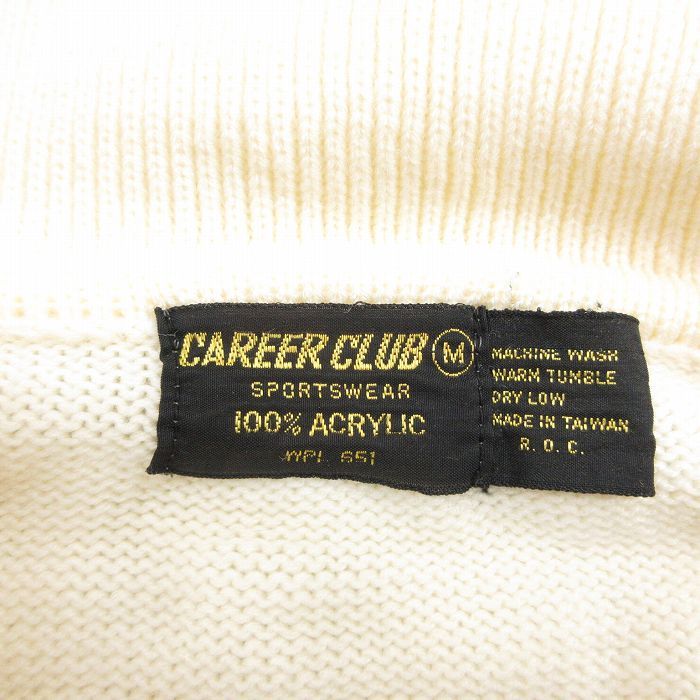 CAREER CLUB M
SPORTSWEAR
100% ACRYLIC
WPL 651
MACHINE WASH
WARM TUMBLE
DRY LOW
MADE IN TAIWAN
R. O. C.